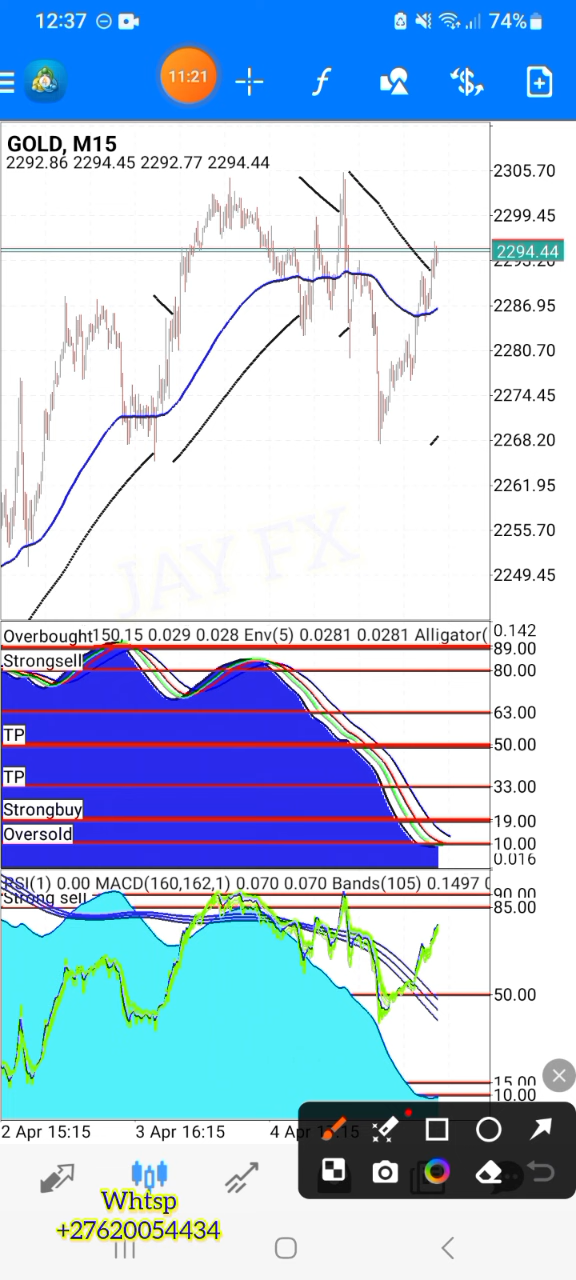 12:37
74%
11:21
GOLD, M15
2292.86 2294.45 2292.77 2294.44
2305.70
2299.45
2294.44
2293.20
2286.95
2280.70
2274.45
2268.20
2261.95
2255.70
2249.45
JAY FX
Overbought150,15 0.029 0.028 Env(5) 0.0281 0.0281 Alligator(
0.142
89.00
Strongsell
80.00
63.00
TP
50.00
TP
33.00
Strongbuy
19.00
Oversold
10.00
0.016
RSI(1) 0.00 MACD(160,162,1) 0.070 0.070 Bands(105) 0.1497
90.00
Strong sell
85.00
50.00
15.00
10.00
2 Apr 15:15
3 Apr 16:15
4 Apr
Whtsp
+27620054434